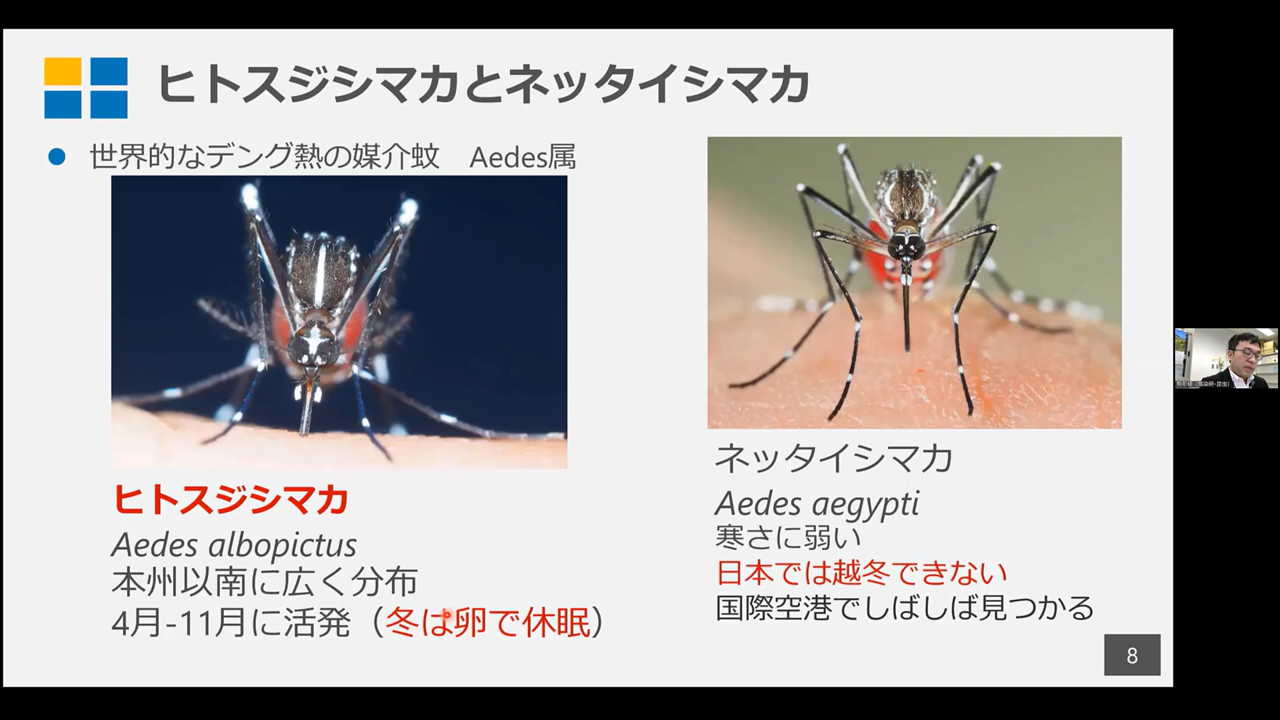 ヒトスジシマカとネッタイシマカ
世界的なデング熱の媒介蚊 Aedes属
ヒトスジシマカ
Aedes albopictus
本州以南に広く分布
4月-11月に活発（冬は卵で休眠）
ネッタイシマカ
Aedes aegypti
寒さに弱い
日本では越冬できない
国際空港でしばしば見つかる
8